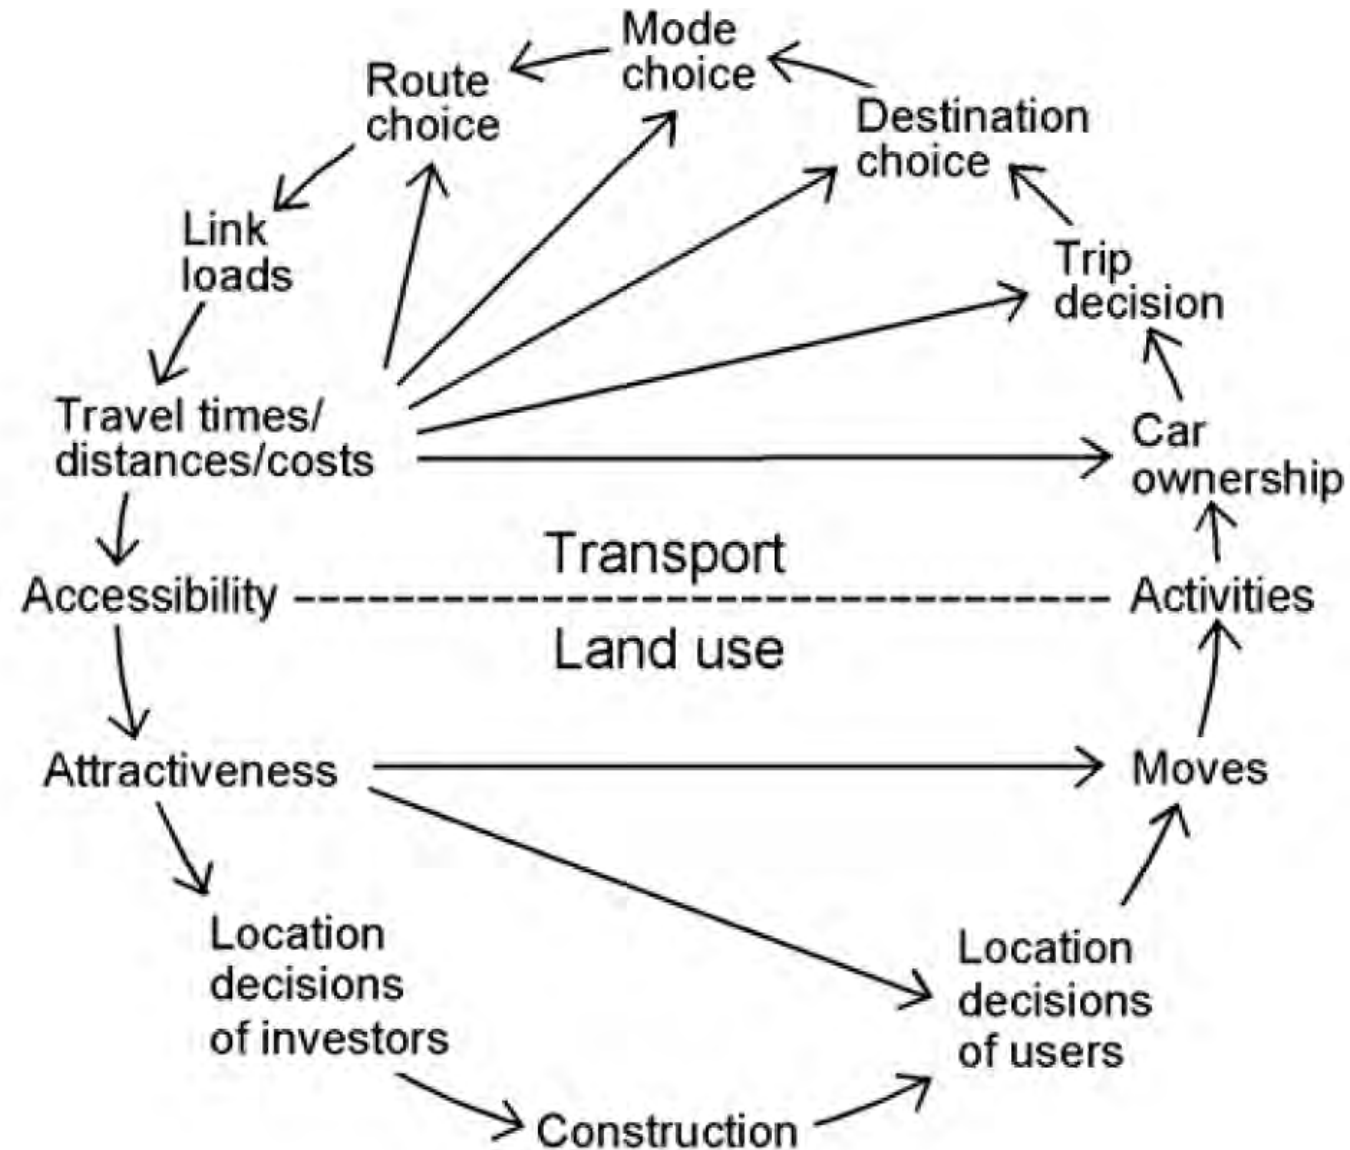 Mode
choice
Route
choice
Destination
choice
Link
loads
Trip
decision
Travel times/
distances/costs
Car
ownership
Transport
Accessibility
Activities
Land use
Attractiveness
Moves
Location
decisions
of investors
Location
decisions
of users
Construction